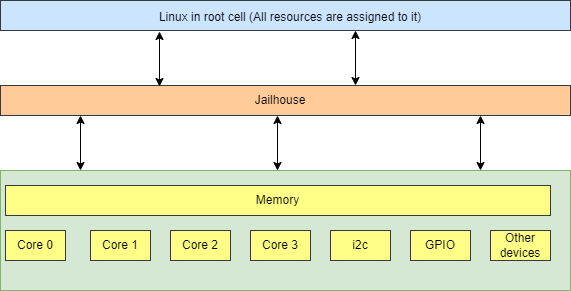 Linux in root cell (All resources are assigned to it)
Jailhouse
Memory
Core 0
Core 1
Core 2
Core 3
i2c
GPIO
Other
devices